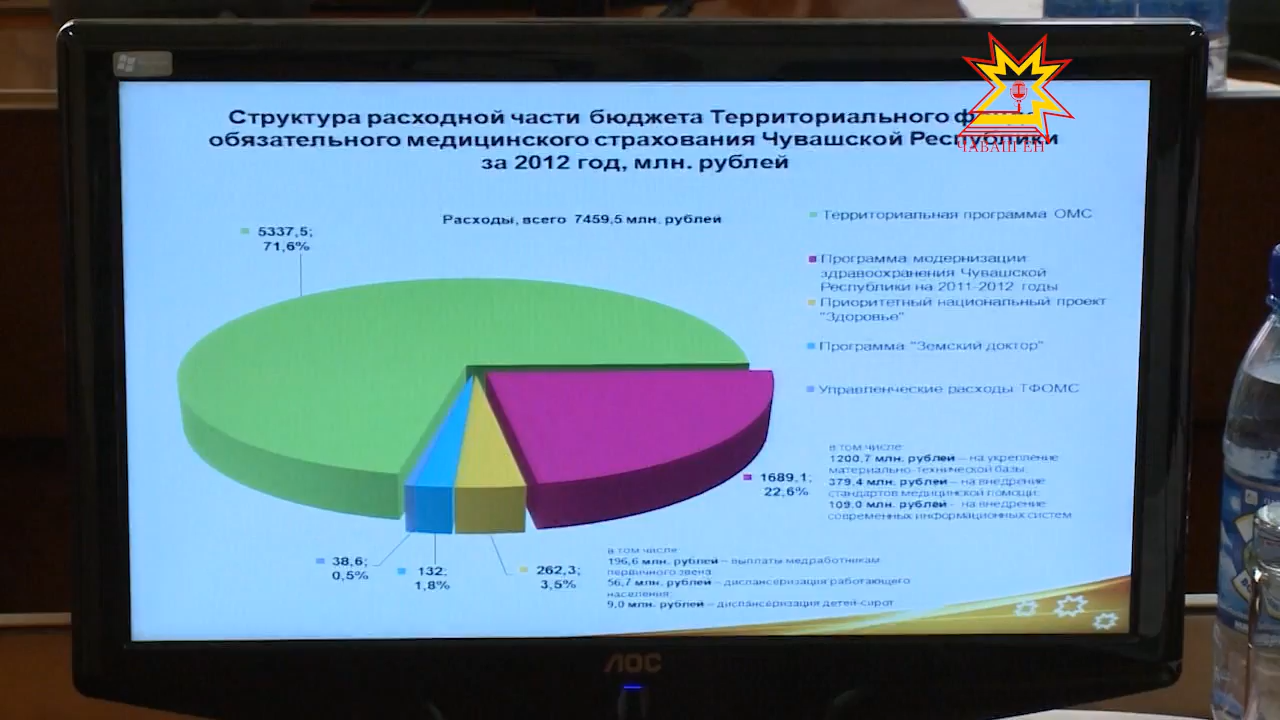 Структура расходной части бюджета Территориального
обязательного медицинского страхования Чувашской Республики
за 2012 год, млн. рублей
ЧАВАШ ЕН
Расходы, всего 7459,5 млн. рублей
5337,5;
71,6%
Территориальная программа ОМС
Программа модернизации
здравоохранения Чувашской
Республики на 2011-2012 годы
Приоритетный национальный проект
"Здоровье"
Программа "Земский доктор"
Управленческие расходы ТФОМС
1689,1;
22,6%
в том числе:
1200,7 млн. рублей – на укрепление
материально-технической базы;
379,4 млн. рублей – на внедрение
стандартов медицинской помощи;
109,0 млн. рублей - на внедрение
современных информационных систем
38,6;
0,5%
132;
1,8%
262,3;
3,5%
в том числе:
196,6 млн. рублей – выплаты медработникам
первичного звена
56,7 млн. рублей – диспансеризация работающего
населения;
9,0 млн. рублей – диспансеризация детей-сирот
AOC